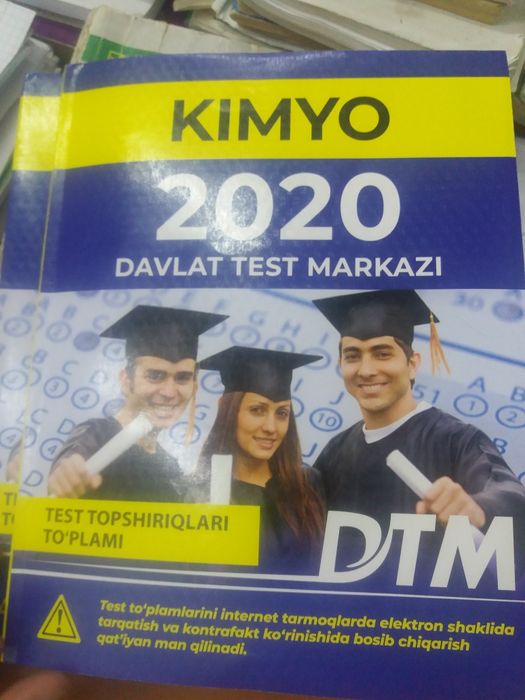 KIMYO
2020
DAVLAT TEST MARKAZI
TEST TOPSHIRIQLARI
TO'PLAMI
DTM
Test to'plamlarini internet tarmoqlarda elektron shaklida
tarqatish va kontrafakt ko'rinishida bosib chiqarish
qat'iyan man qilinadi.